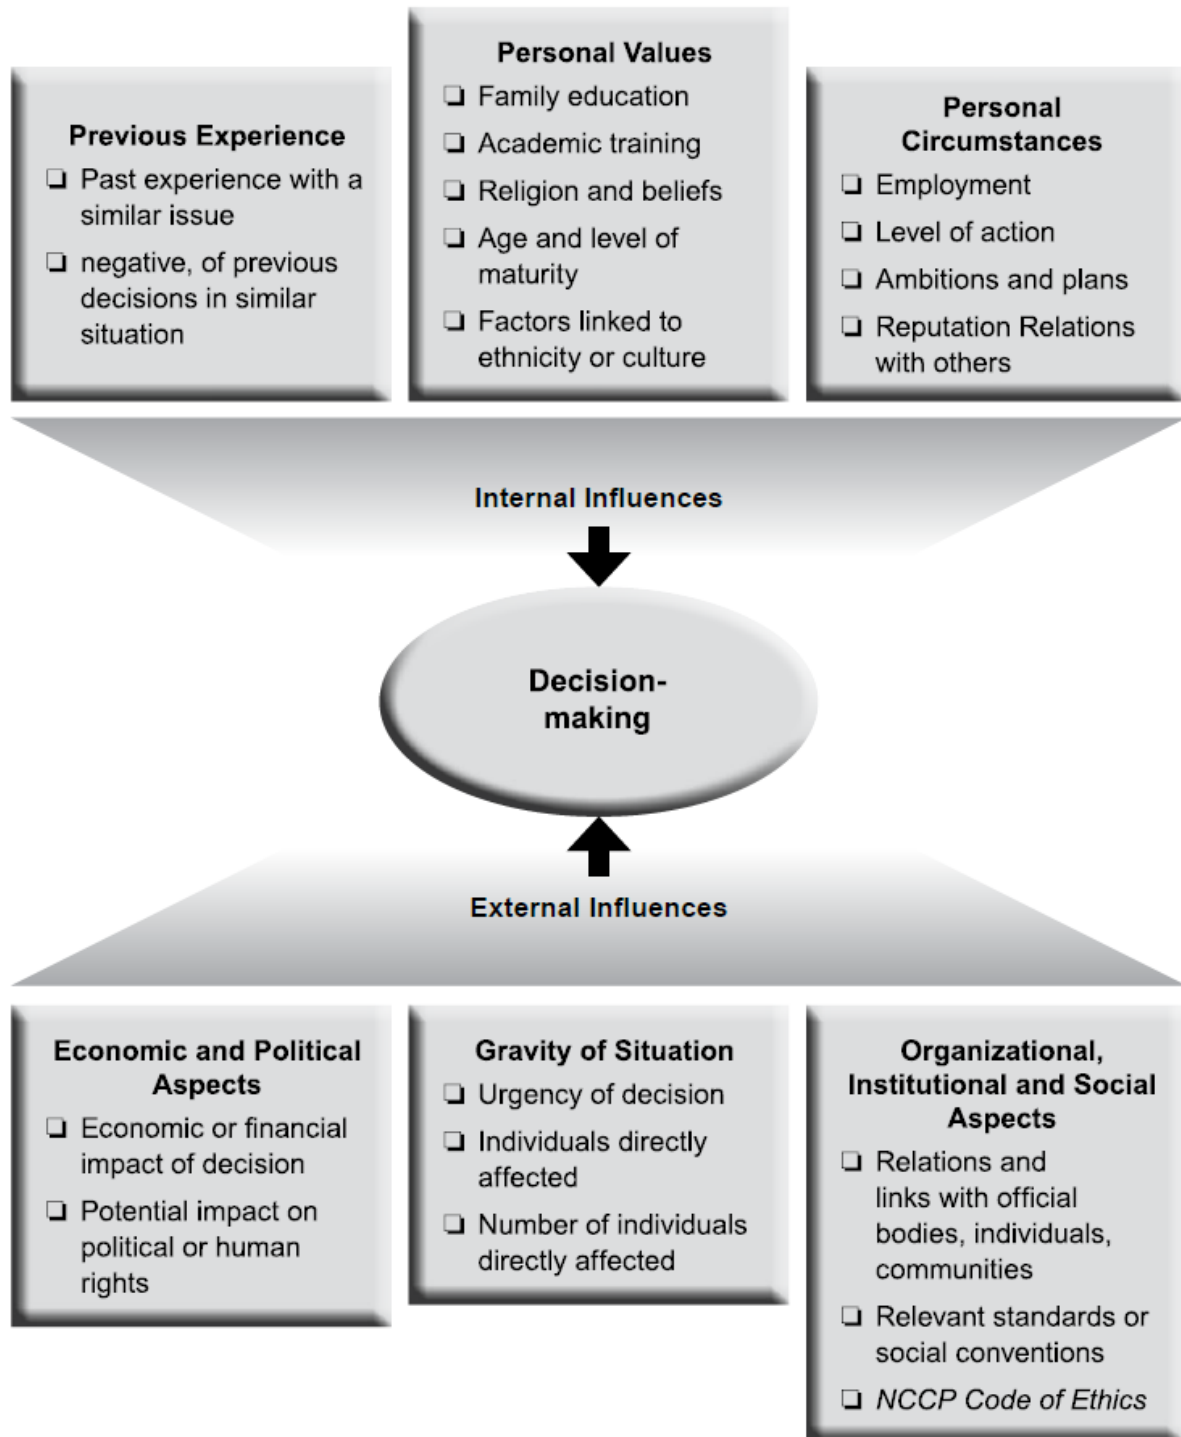 Previous Experience
❑ Past experience with a
similar issue
❑ negative, of previous
decisions in similar
situation
Personal Values
❑ Family education
❑ Academic training
❑ Religion and beliefs
❑ Age and level of
maturity
❑ Factors linked to
ethnicity or culture
Personal
Circumstances
❑ Employment
❑ Level of action
❑ Ambitions and plans
❑ Reputation Relations
with others
Internal Influences
Decision-
making
External Influences
Economic and Political
Aspects
❑ Economic or financial
impact of decision
❑ Potential impact on
political or human
rights
Gravity of Situation
❑ Urgency of decision
❑ Individuals directly
affected
❑ Number of individuals
directly affected
Organizational,
Institutional and Social
Aspects
❑ Relations and
links with official
bodies, individuals,
communities
❑ Relevant standards or
social conventions
❑ NCCP Code of Ethics